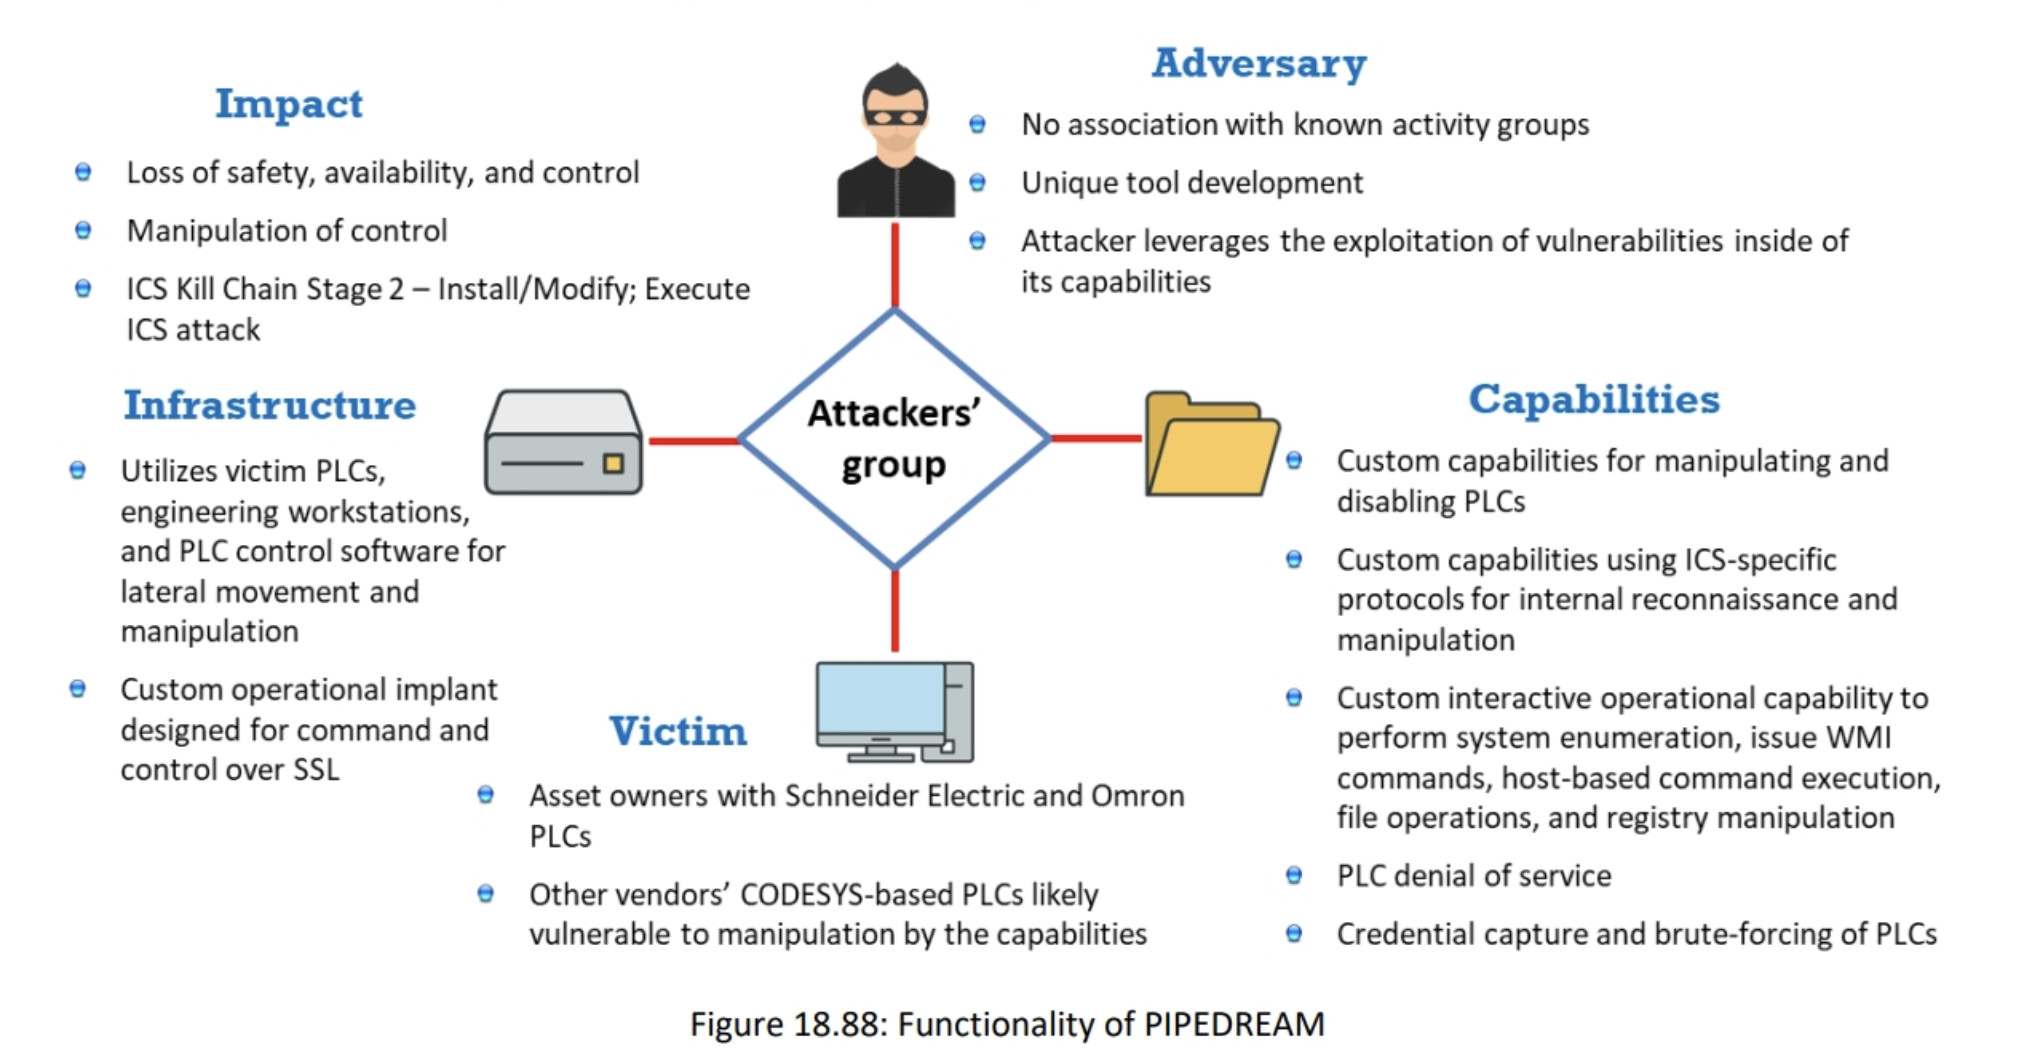 Impact
Loss of safety, availability, and control
Manipulation of control
ICS Kill Chain Stage 2 – Install/Modify; Execute
ICS attack
Adversary
No association with known activity groups
Unique tool development
Attacker leverages the exploitation of vulnerabilities inside of
its capabilities
Infrastructure
Utilizes victim PLCs,
engineering workstations,
and PLC control software for
lateral movement and
manipulation
Custom operational implant
designed for command and
control over SSL
Attackers’
group
Capabilities
Custom capabilities for manipulating and
disabling PLCs
Custom capabilities using ICS-specific
protocols for internal reconnaissance and
manipulation
Custom interactive operational capability to
perform system enumeration, issue WMI
commands, host-based command execution,
file operations, and registry manipulation
PLC denial of service
Credential capture and brute-forcing of PLCs
Victim
Asset owners with Schneider Electric and Omron
PLCs
Other vendors’ CODESYS-based PLCs likely
vulnerable to manipulation by the capabilities
Figure 18.88: Functionality of PIPEDREAM